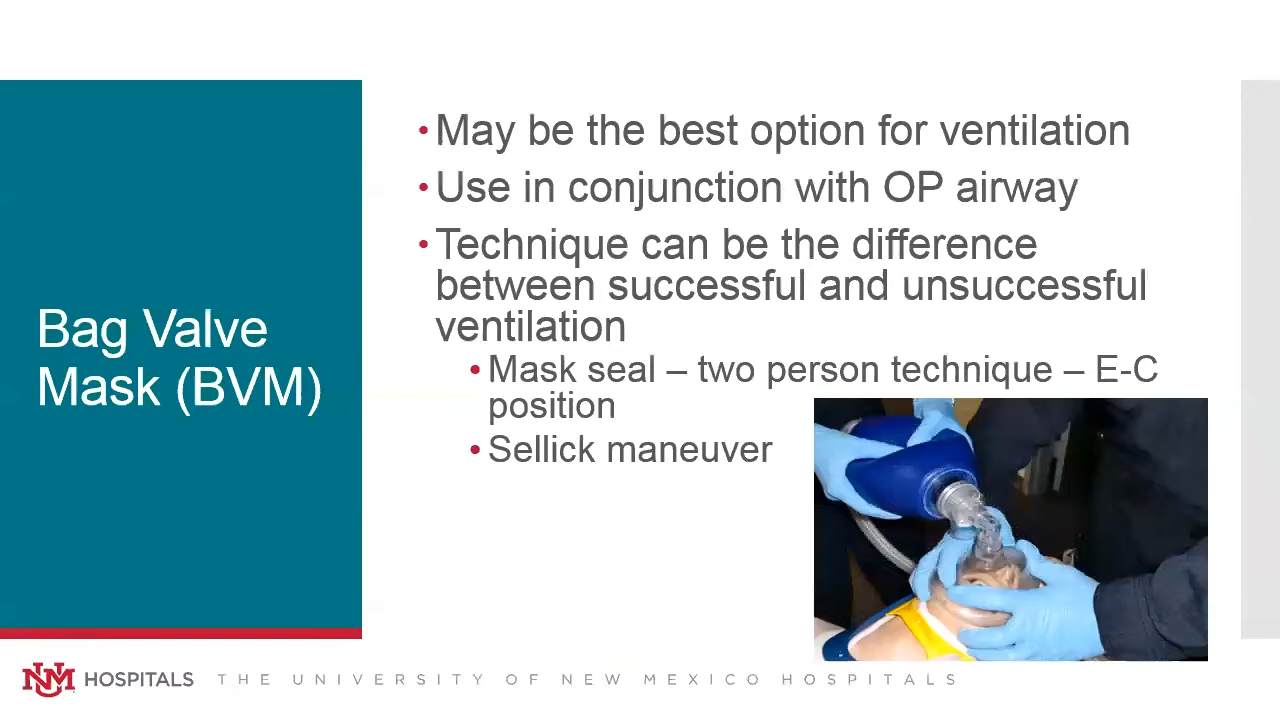 Bag Valve
Mask (BVM)
• May be the best option for ventilation
• Use in conjunction with OP airway
• Technique can be the difference
between successful and unsuccessful
ventilation
• Mask seal – two person technique – E-C
position
• Sellick maneuver
UNM HOSPITALS THE UNIVERSITY OF NEW MEXICO HOSPITALS